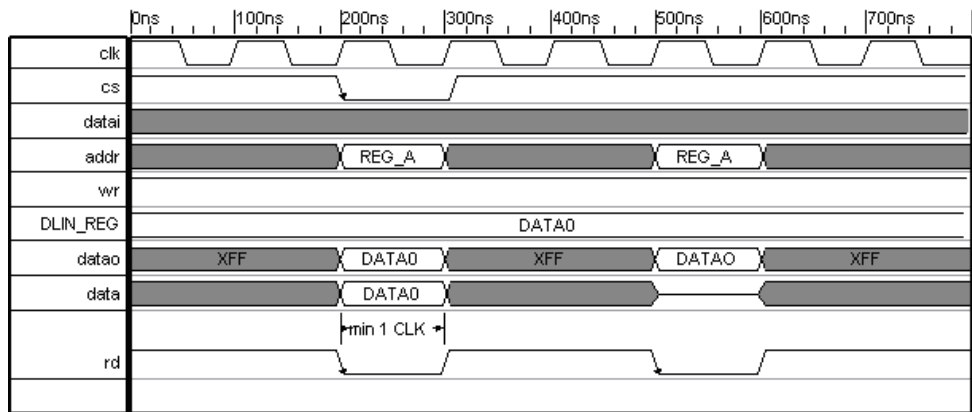 0ns 100ns 200ns 300ns 400ns 500ns 600ns 700ns
clk
cs
datai
addr REG_A REG_A
wr
DLIN_REG DATA0
datao XFF DATA0 XFF DATAO XFF
data DATA0
min 1 CLK
rd